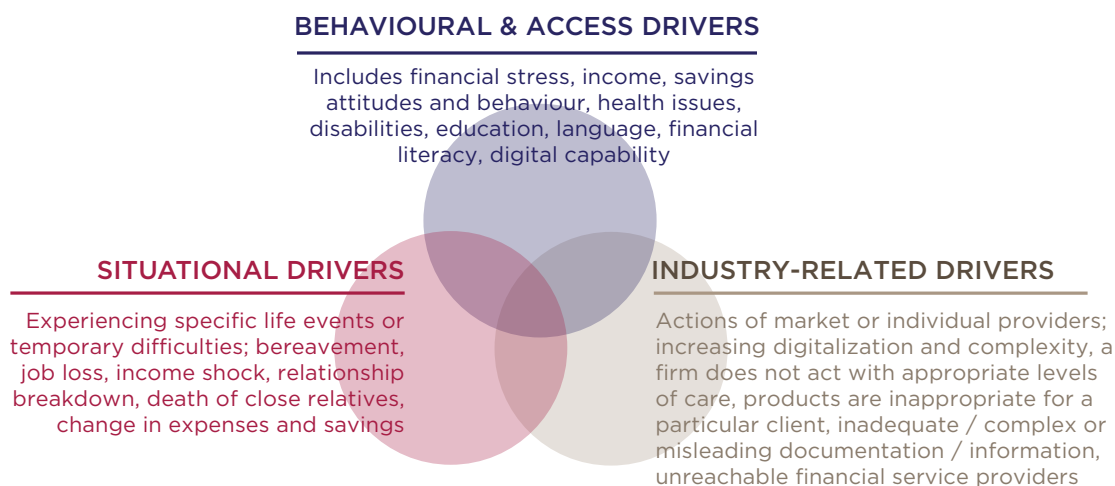 BEHAVIOURAL & ACCESS DRIVERS
Includes financial stress, income, savings
attitudes and behaviour, health issues,
disabilities, education, language, financial
literacy, digital capability
SITUATIONAL DRIVERS
Experiencing specific life events or
temporary difficulties; bereavement,
job loss, income shock, relationship
breakdown, death of close relatives,
change in expenses and savings
INDUSTRY-RELATED DRIVERS
Actions of market or individual providers;
increasing digitalization and complexity, a
firm does not act with appropriate levels
of care, products are inappropriate for a
particular client, inadequate / complex or
misleading documentation / information,
unreachable financial service providers